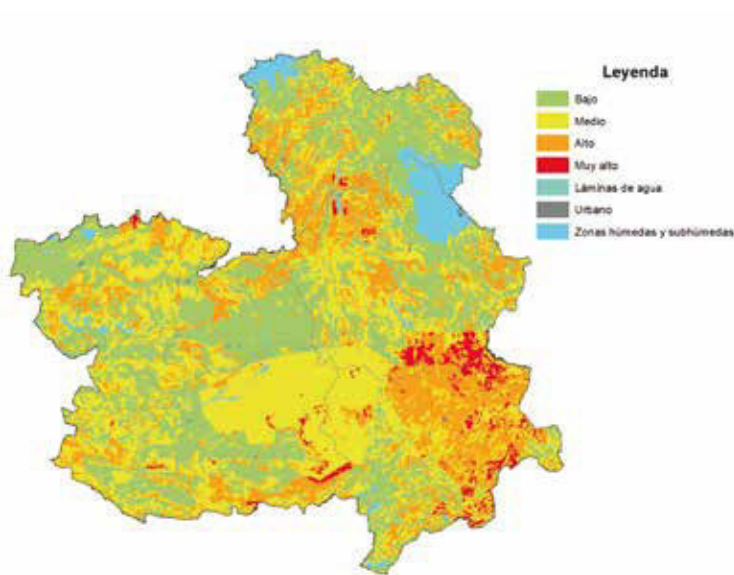 Leyenda
Bajo
Medio
Alto
Muy alto
Láminas de agua
Urbano
Zonas húmedas y subhúmedas